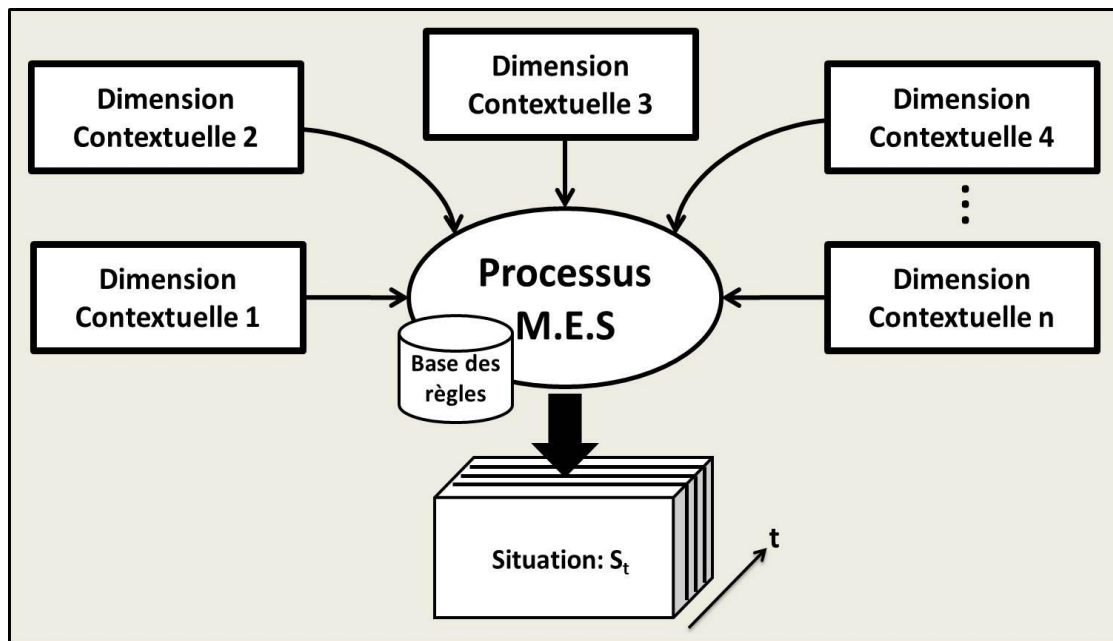 Dimension
Contextuelle 3
Dimension
Contextuelle 2
Dimension
Contextuelle 4
Dimension
Contextuelle 1
Processus
M.E.S
Dimension
Contextuelle n
Base des
règles
Situation: St
t